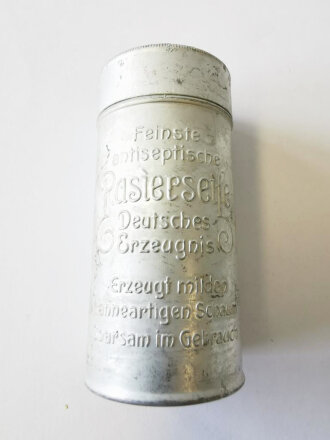 Feinste
antiseptische
Rasierseife
Deutsches
Erzeugnis.
Erzeugt milden
sahneartigen Schaum
Sparsam im Gebrauch